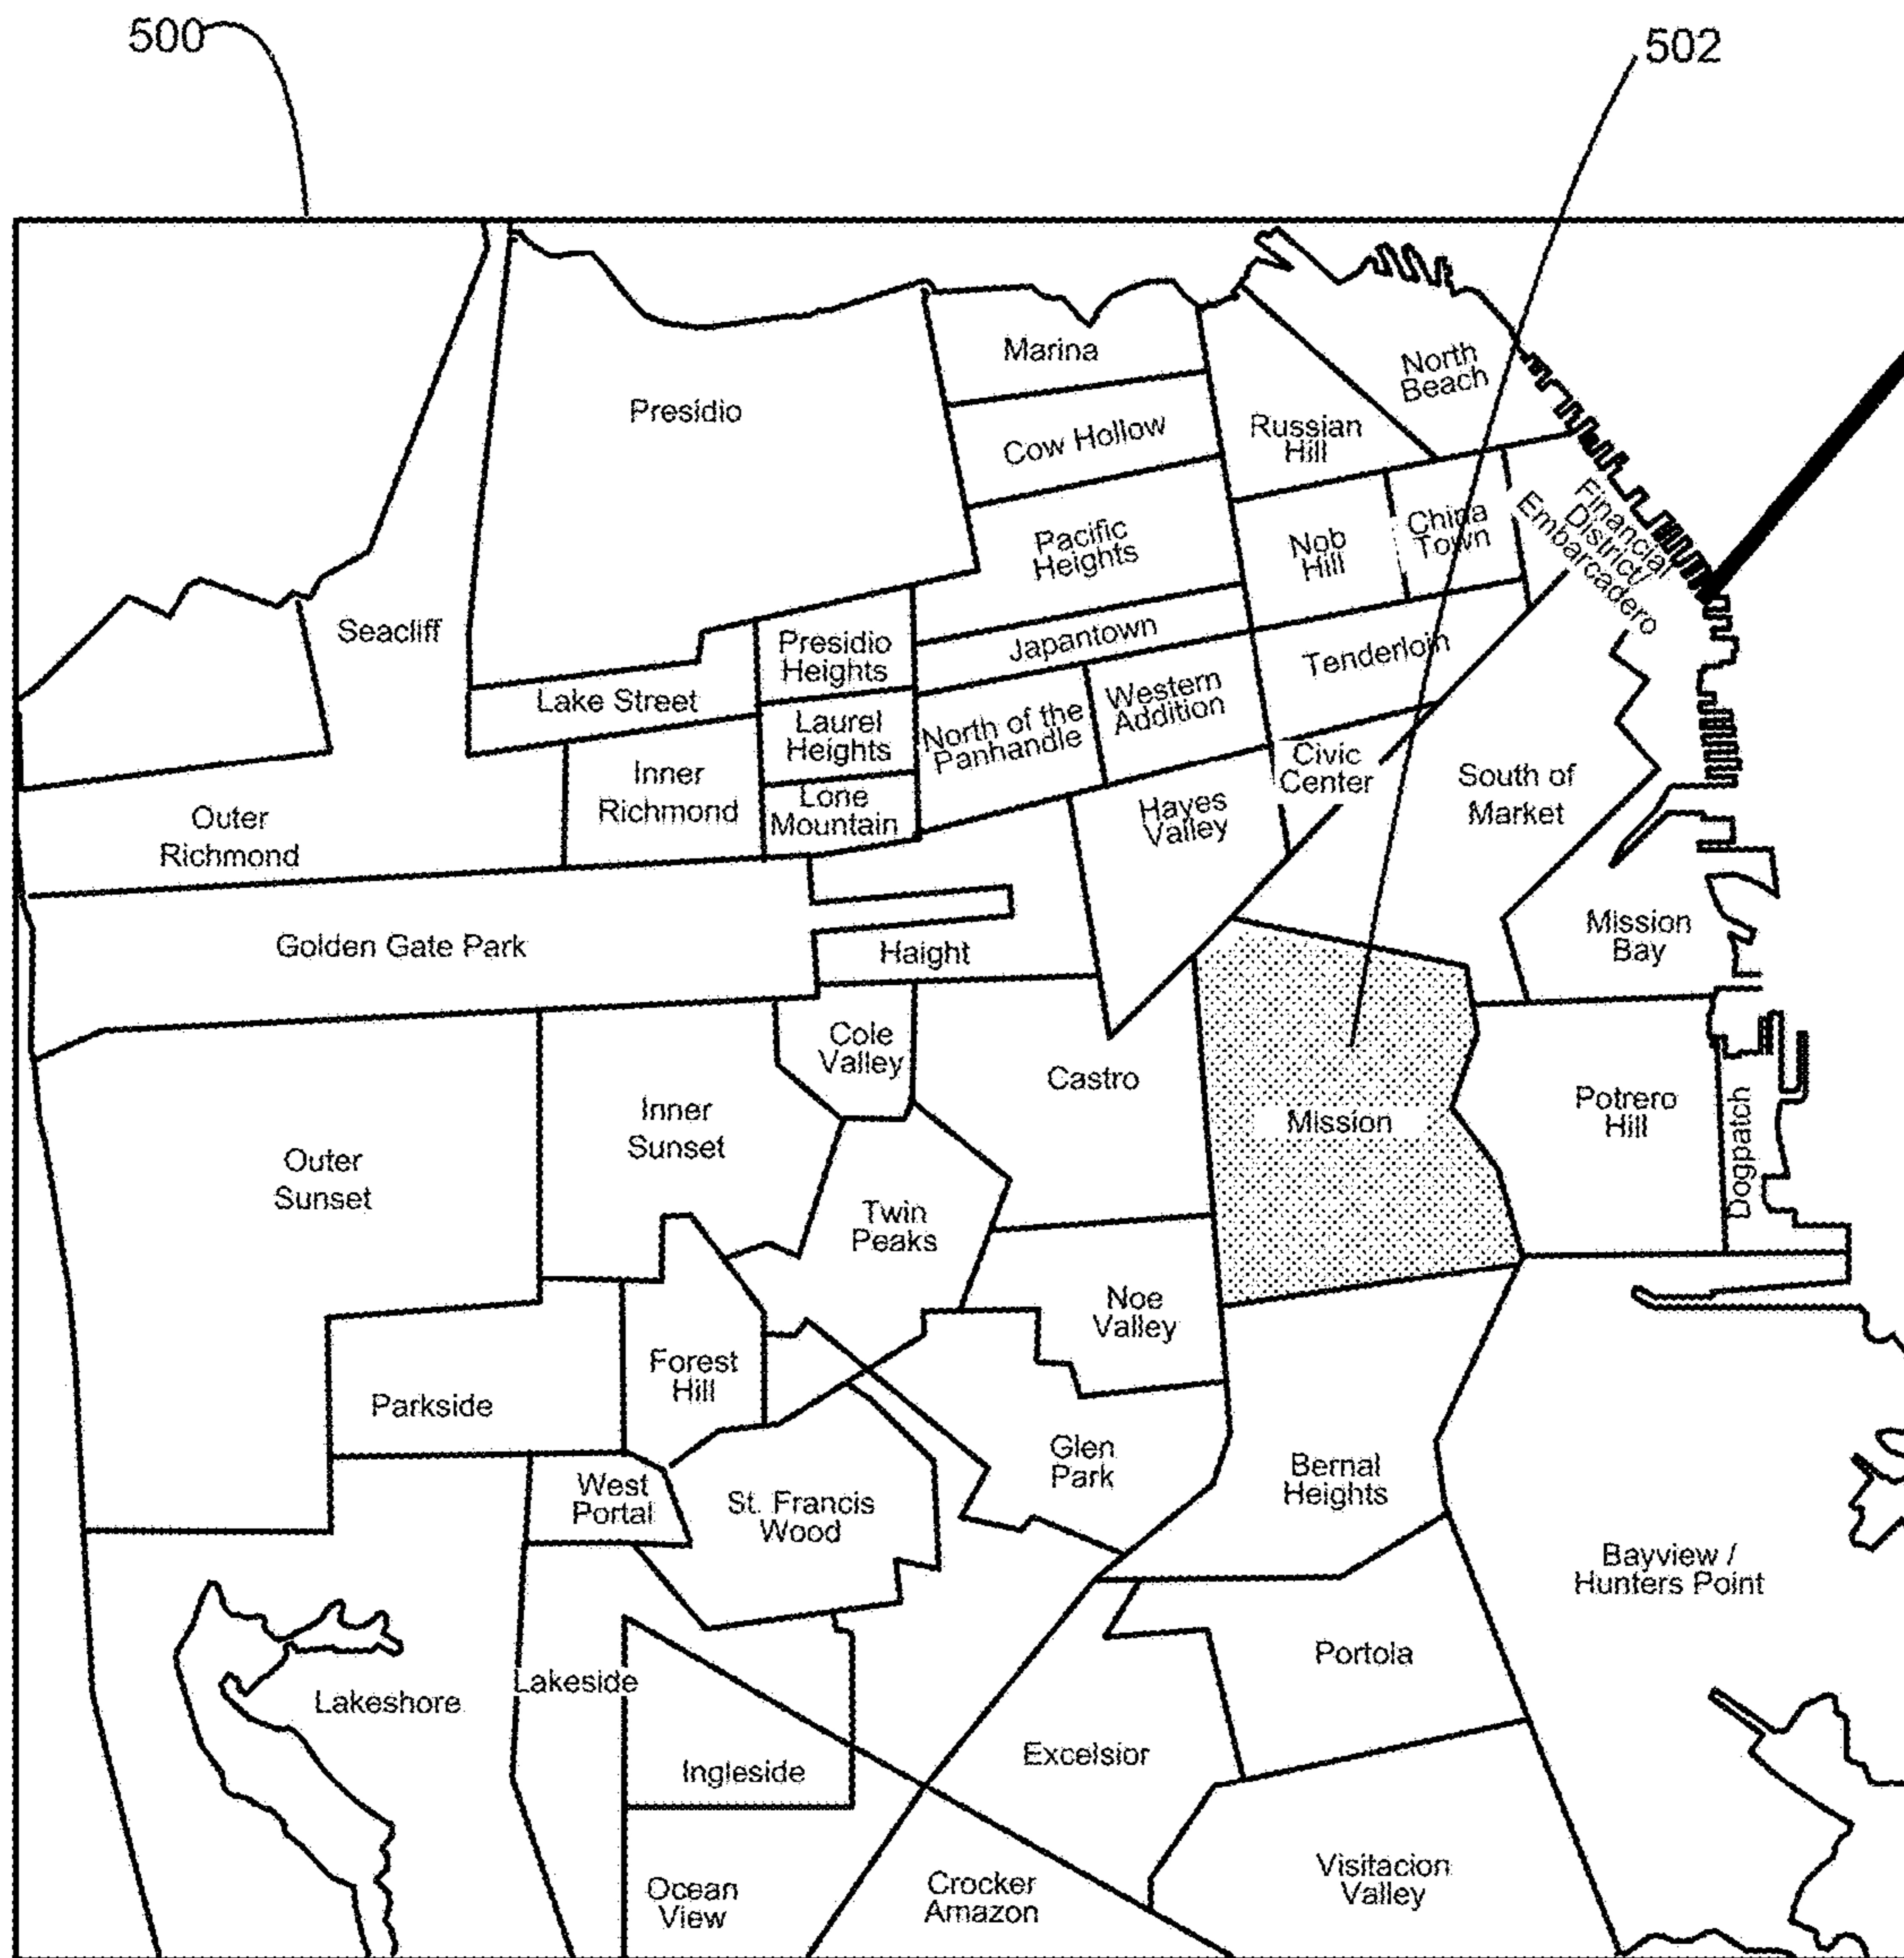 500
502
Marina
North
Beach
Presidio
Cow Hollow
Russian
Hill
Pacific
Heights
Nob
Hill
China
Town
Financial
District/
Embarcadero
Seacliff
Presidio
Heights
Japantown
Tenderloin
Lake Street
Laurel
Heights
North of the
Panhandle
Western
Addition
Civic
Center
Inner
Richmond
Lone
Mountain
Hayes
Valley
South of
Market
Outer
Richmond
Golden Gate Park
Haight
Mission
Bay
Cole
Valley
Castro
Mission
Potrero
Hill
Dogpatch
Inner
Sunset
Outer
Sunset
Twin
Peaks
Noe
Valley
Forest
Hill
Parkside
Glen
Park
Bernal
Heights
West
Portal
St. Francis
Wood
Bayview /
Hunters Point
Portola
Lakeside
Lakeshore
Excelsior
Ingleside
Visitacion
Valley
Ocean
View
Crocker
Amazon